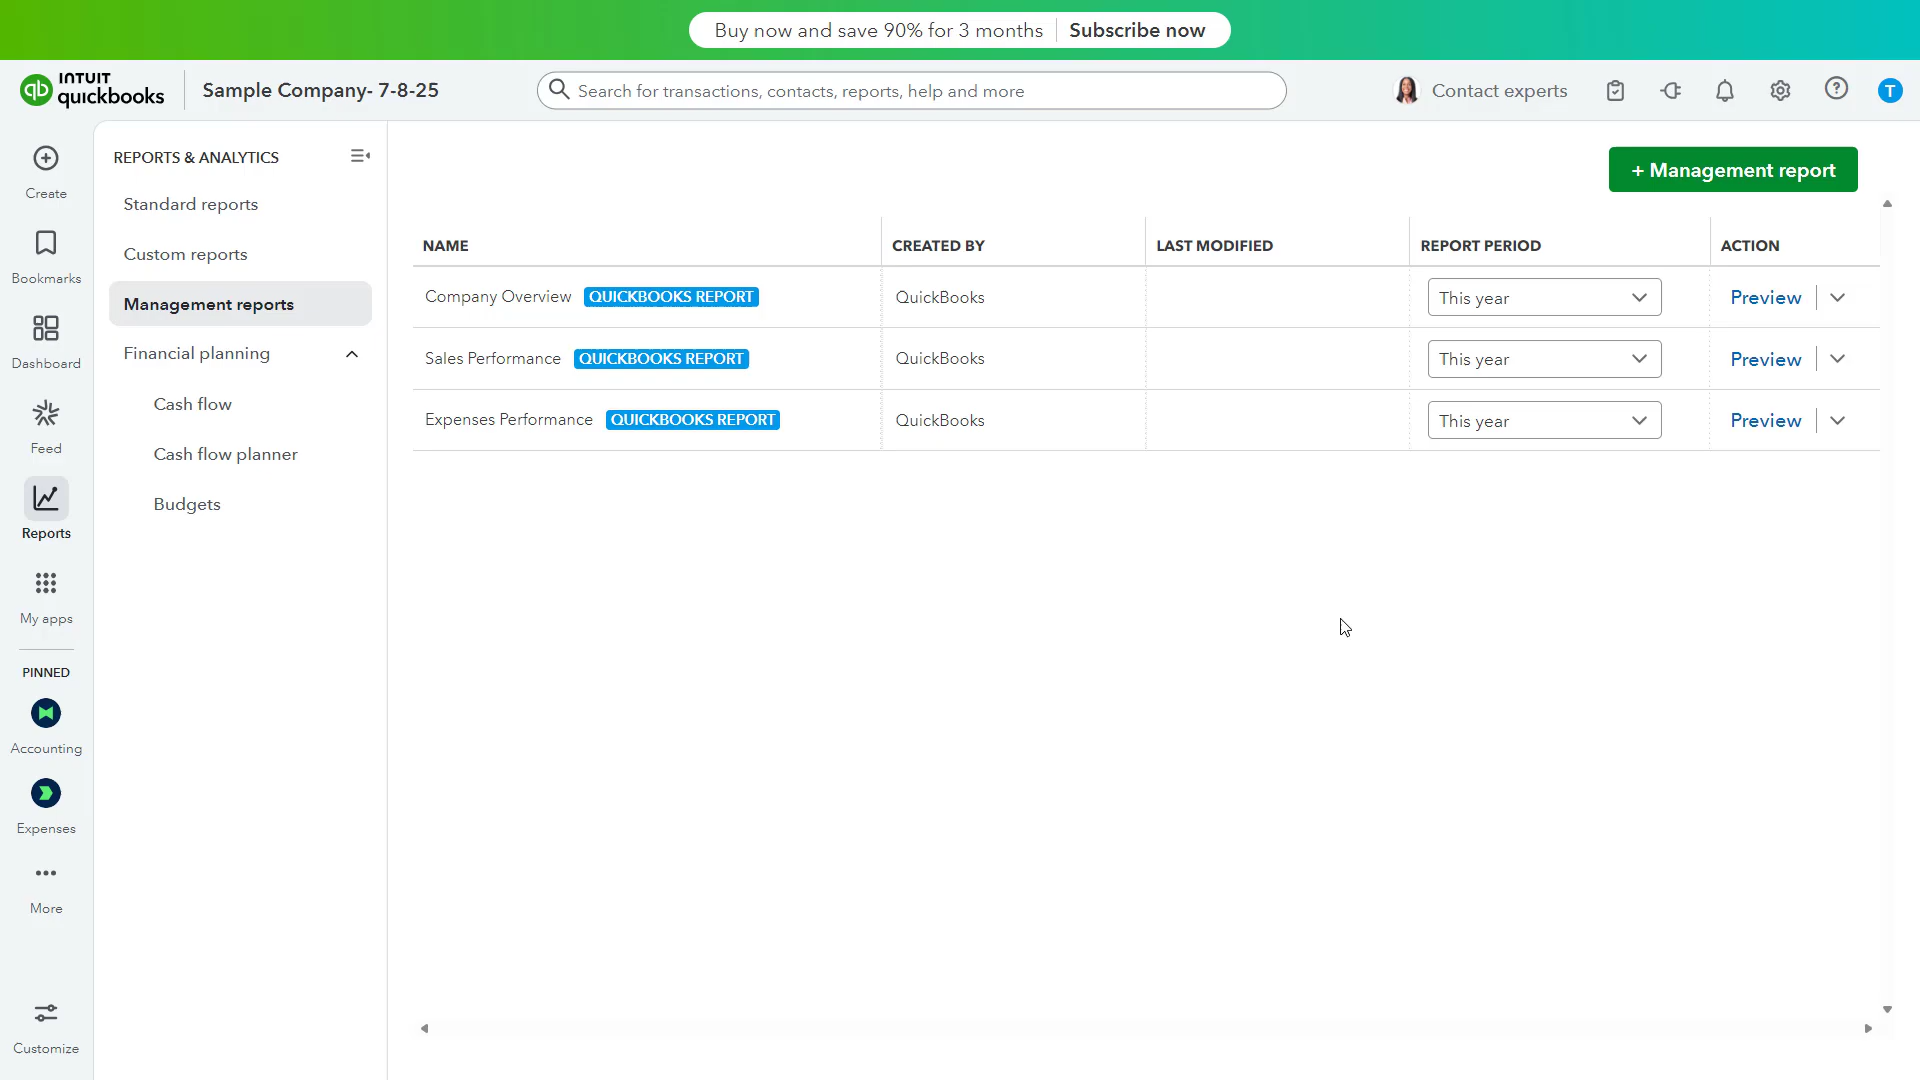 Buy now and save 90% for 3 months Subscribe now
INTUIT quickbooks
Sample Company- 7-8-25
Search for transactions, contacts, reports, help and more
Contact experts
T
Create
Bookmarks
Dashboard
Feed
Reports
My apps
PINNED
Accounting
Expenses
More
Customize
REPORTS & ANALYTICS
Standard reports
Custom reports
Management reports
Financial planning
Cash flow
Cash flow planner
Budgets
+ Management report
NAME CREATED BY LAST MODIFIED REPORT PERIOD ACTION
Company Overview QUICKBOOKS REPORT QuickBooks This year Preview
Sales Performance QUICKBOOKS REPORT QuickBooks This year Preview
Expenses Performance QUICKBOOKS REPORT QuickBooks This year Preview